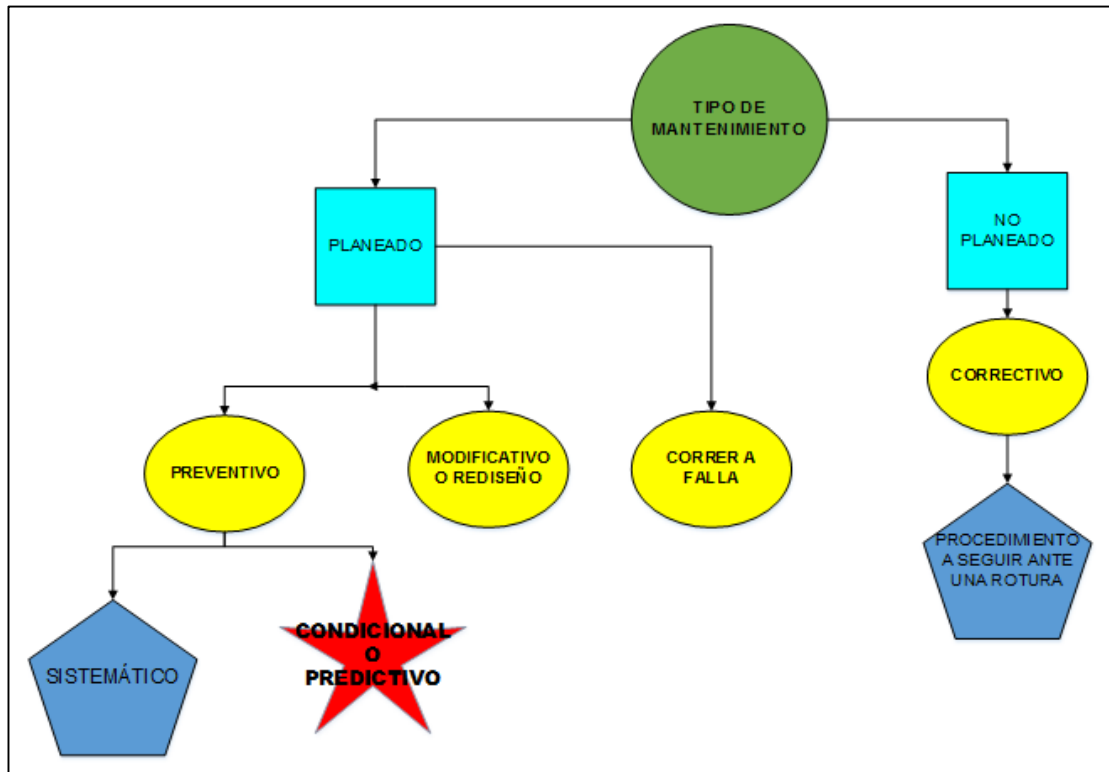 TIPO DE
MANTENIMIENTO
PLANEADO
NO
PLANEADO
CORRECTIVO
PREVENTIVO
MODIFICATIVO
O REDISEÑO
CORRER A
FALLA
PROCEDIMIENTO
A SEGUIR ANTE
UNA ROTURA
SISTEMÁTICO
CONDICIONAL
O
PREDICTIVO